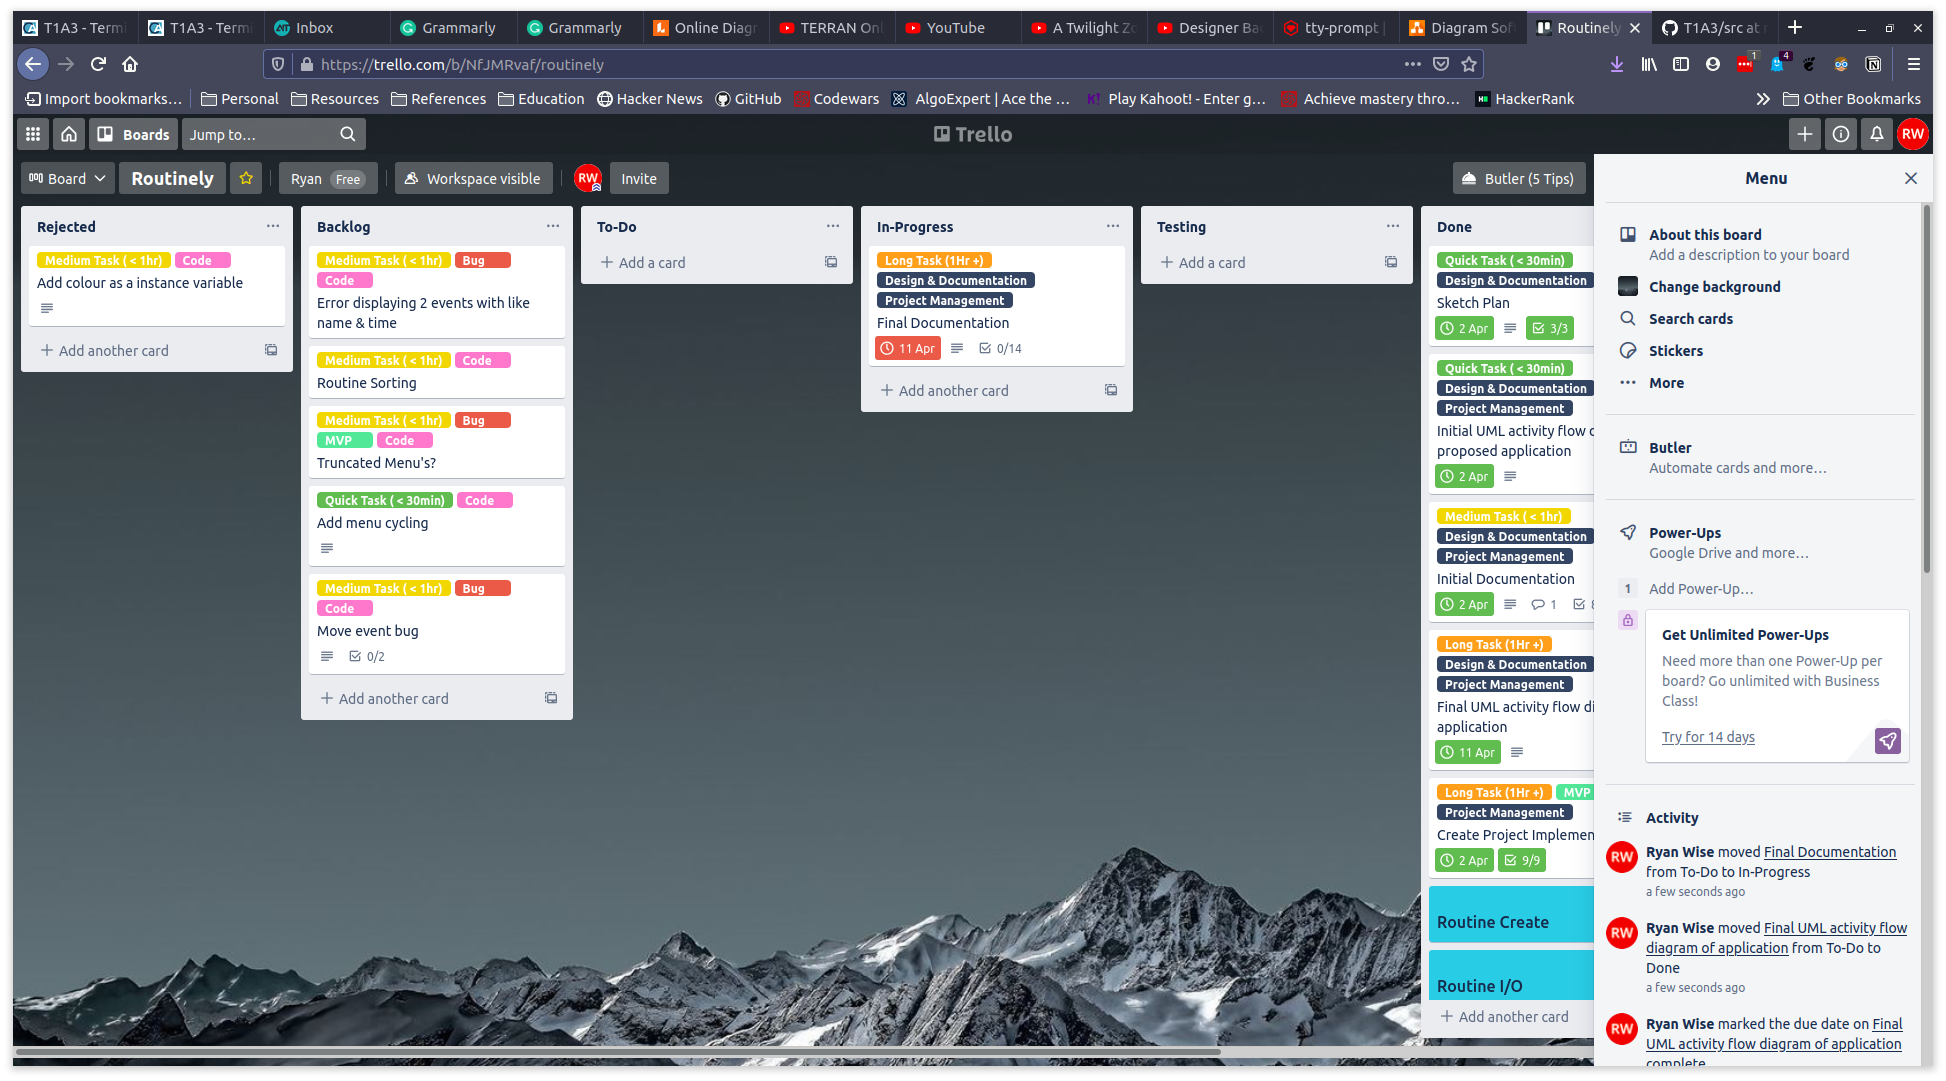 T1A3 - Termi
T1A3 - Termi
Inbox
Grammarly
Grammarly
Online Diagr
TERRAN Onl
YouTube
A Twilight Zo
Designer Bac
tty-prompt |
Diagram Soft
Routinely
T1A3/src at
https://trello.com/b/NfJMRvaf/routinely
1
4
Import bookmarks...
Personal
Resources
References
Education
Hacker News
GitHub
Codewars
AlgoExpert | Ace the ...
Play Kahoot! - Enter g...
Achieve mastery thro...
HackerRank
Other Bookmarks
Boards
Jump to...
Trello
RW
Board
Routinely
Ryan Free
Workspace visible
RW
Invite
Butler (5 Tips)
Rejected
Medium Task ( < 1hr) Code
Add colour as a instance variable
Add another card
Backlog
Medium Task ( < 1hr) Bug
Code
Error displaying 2 events with like
name & time
Medium Task ( < 1hr) Code
Routine Sorting
Medium Task ( < 1hr) Bug
MVP Code
Truncated Menu's?
Quick Task ( < 30min) Code
Add menu cycling
Medium Task ( < 1hr) Bug
Code
Move event bug
0/2
Add another card
To-Do
Add a card
In-Progress
Long Task (1Hr +)
Design & Documentation
Project Management
Final Documentation
11 Apr 0/14
Add another card
Testing
Add a card
Done
Quick Task ( < 30min)
Design & Documentation
Sketch Plan
2 Apr 3/3
Quick Task ( < 30min)
Design & Documentation
Project Management
Initial UML activity flow
proposed application
2 Apr
Medium Task ( < 1hr)
Design & Documentation
Project Management
Initial Documentation
2 Apr 1
Long Task (1Hr +)
Design & Documentation
Project Management
Final UML activity flow di
application
11 Apr
Long Task (1Hr +) MVP
Project Management
Create Project Implemen
2 Apr 9/9
Routine Create
Routine I/O
Add another card
Menu
About this board
Add a description to your board
Change background
Search cards
Stickers
More
Butler
Automate cards and more...
Power-Ups
Google Drive and more...
1 Add Power-Up...
Get Unlimited Power-Ups
Need more than one Power-Up per
board? Go unlimited with Business
Class!
Try for 14 days
Activity
RW Ryan Wise moved Final Documentation
from To-Do to In-Progress
a few seconds ago
RW Ryan Wise moved Final UML activity flow
diagram of application from To-Do to
Done
a few seconds ago
RW Ryan Wise marked the due date on Final
UML activity flow diagram of application
complete